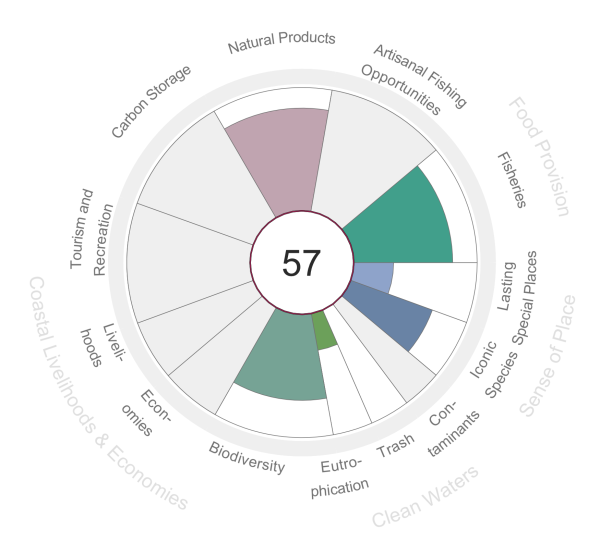 Natural Products
Artisanal Fishing
Opportunities
Carbon Storage
Food Provision
Fisheries
Tourism and
Recreation
57
Lasting
Special Places
Sense of Place
Iconic
Species
Coastal Livelihoods & Economies
Liveli-
hoods
Econ-
omies
Con-
taminants
Trash
Biodiversity
Eutro-
phication
Clean Waters